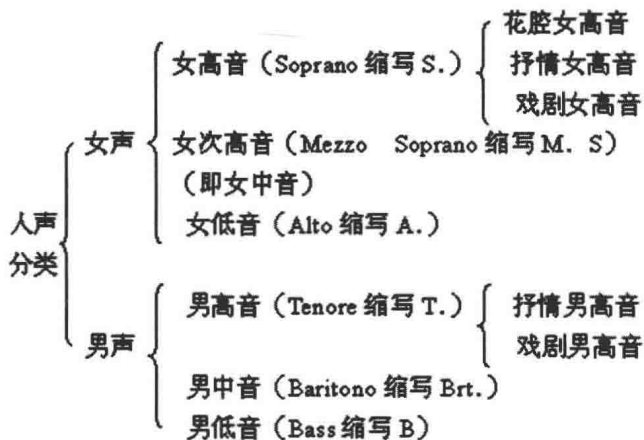 人声
分类
女声
女高音（Soprano 缩写 S.）
花腔女高音
抒情女高音
戏剧女高音
女次高音（Mezzo Soprano 缩写 M. S）
（即女中音）
女低音（Alto 缩写 A.）
男声
男高音（Tenore 缩写 T.）
抒情男高音
戏剧男高音
男中音（Baritono 缩写 Brt.）
男低音（Bass 缩写 B）